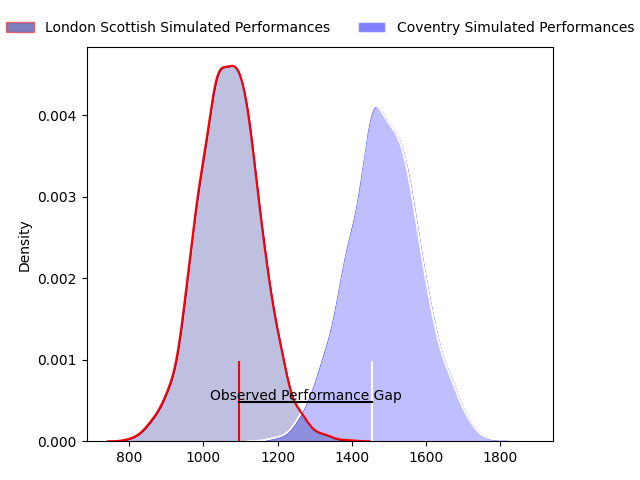 London Scottish Simulated Performances
Coventry Simulated Performances
Density
0.004
0.003
0.002
0.001
0.000
Observed Performance Gap
800 1000 1200 1400 1600 1800